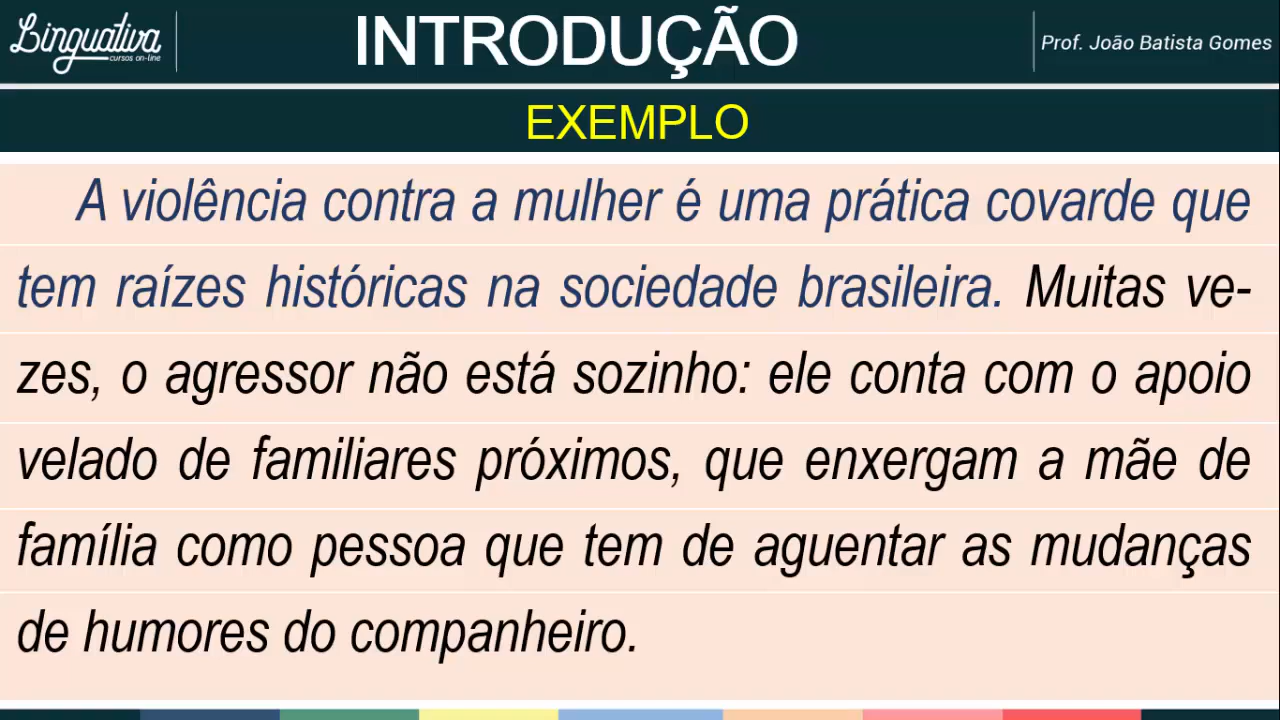 Linguativa
cursos on-line
INTRODUÇÃO
Prof. João Batista Gomes
EXEMPLO
A violência contra a mulher é uma prática covarde que
tem raízes históricas na sociedade brasileira. Muitas ve-
zes, o agressor não está sozinho: ele conta com o apoio
velado de familiares próximos, que enxergam a mãe de
família como pessoa que tem de aguentar as mudanças
de humores do companheiro.